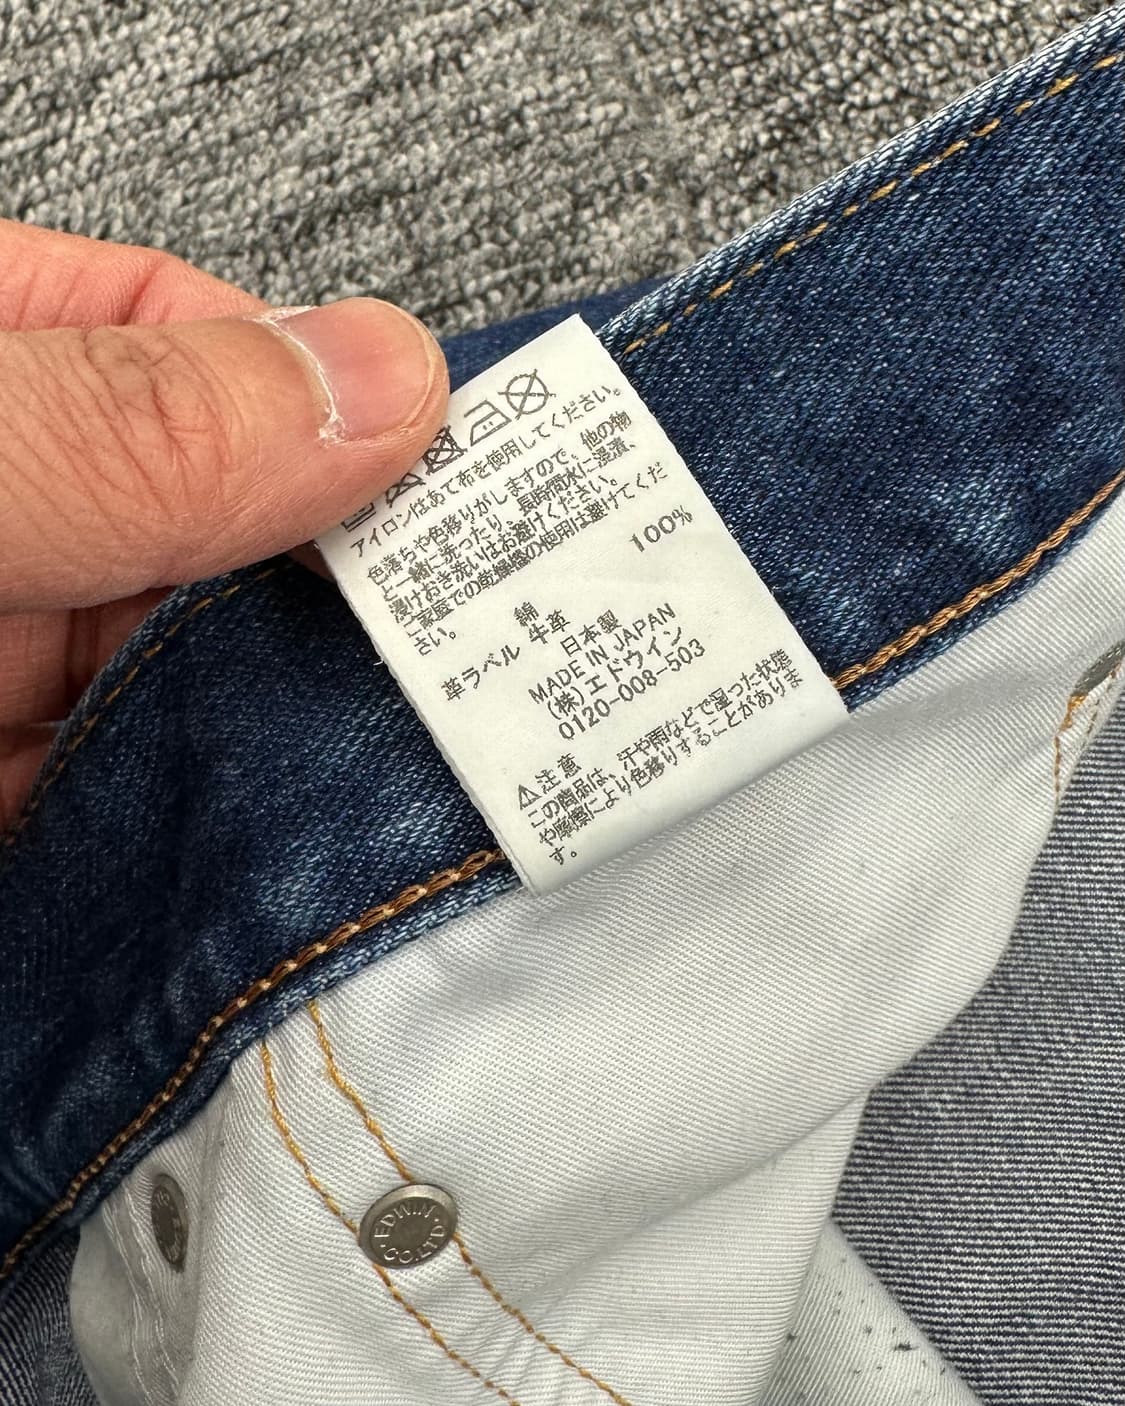 アイロンはあて布を使用してください。
色落ちや色移りがしますので、他の物
と一緒に洗ったり、長時間水に浸漬、
浸けおき洗いはお避けください。
ご家庭での乾燥機の使用は避けてくだ
さい。
綿 100%
革ラベル 牛革
日本製
MADE IN JAPAN
(株)エドウイン
0120-008-503
⚠注意
この商品は、汗や雨などで湿った状態
や摩擦により色移りすることがありま
す。
EDWIN
CO.LTD.